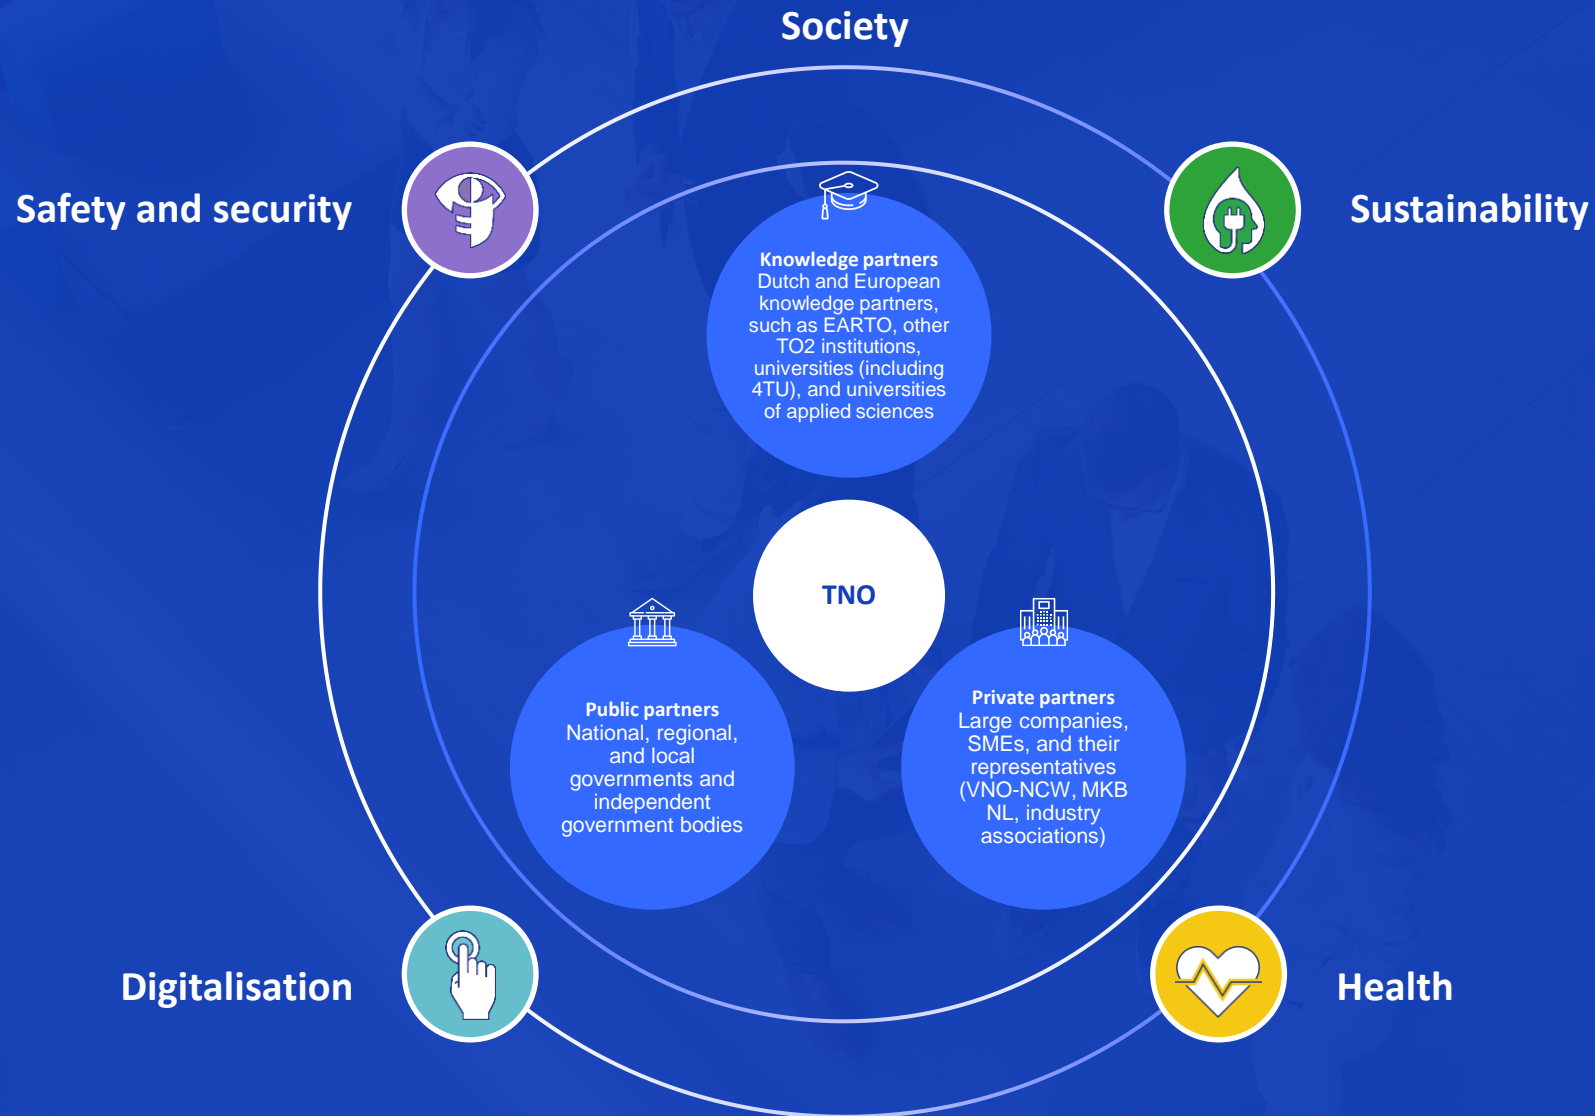 Society
Safety and security
Sustainability
Knowledge partners
Dutch and European
knowledge partners,
such as EARTO, other
TO2 institutions,
universities (including
4TU), and universities
of applied sciences
TNO
Public partners
National, regional,
and local
governments and
independent
government bodies
Private partners
Large companies,
SMEs, and their
representatives
(VNO-NCW, MKB
NL, industry
associations)
Digitalisation
Health